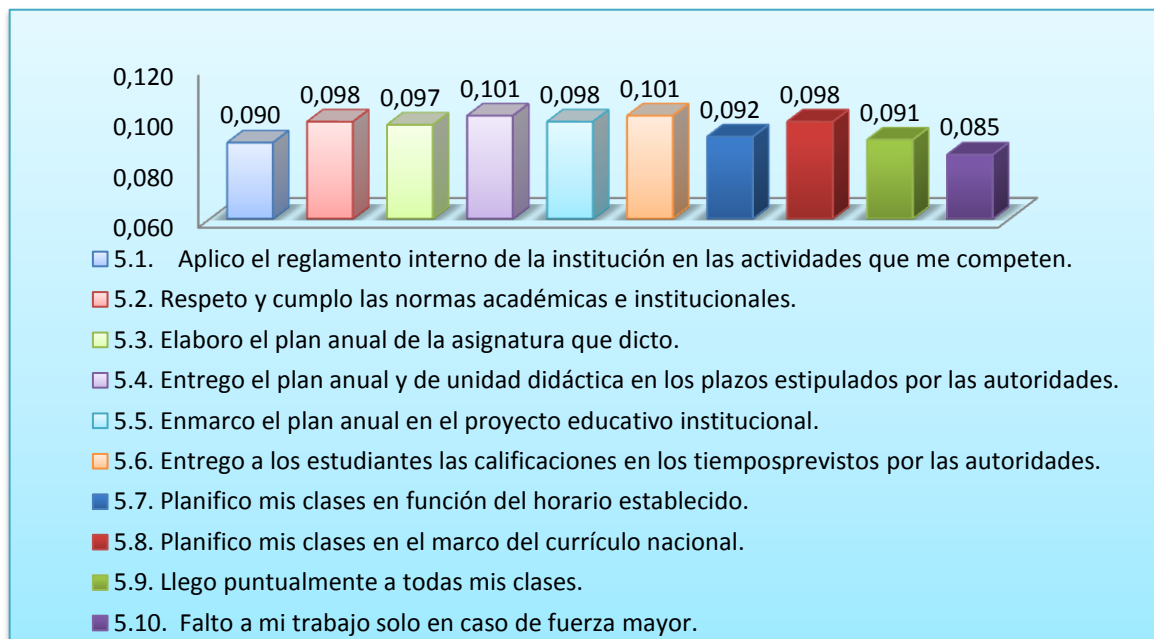 0,120
0,100
0,080
0,060
0,090
0,098
0,097
0,101
0,098
0,101
0,092
0,098
0,091
0,085
5.1. Aplico el reglamento interno de la institución en las actividades que me competen.
5.2. Respeto y cumplo las normas académicas e institucionales.
5.3. Elaboro el plan anual de la asignatura que dicto.
5.4. Entrego el plan anual y de unidad didáctica en los plazos estipulados por las autoridades.
5.5. Enmarco el plan anual en el proyecto educativo institucional.
5.6. Entrego a los estudiantes las calificaciones en los tiemposprevistos por las autoridades.
5.7. Planifico mis clases en función del horario establecido.
5.8. Planifico mis clases en el marco del currículo nacional.
5.9. Llego puntualmente a todas mis clases.
5.10. Falto a mi trabajo solo en caso de fuerza mayor.